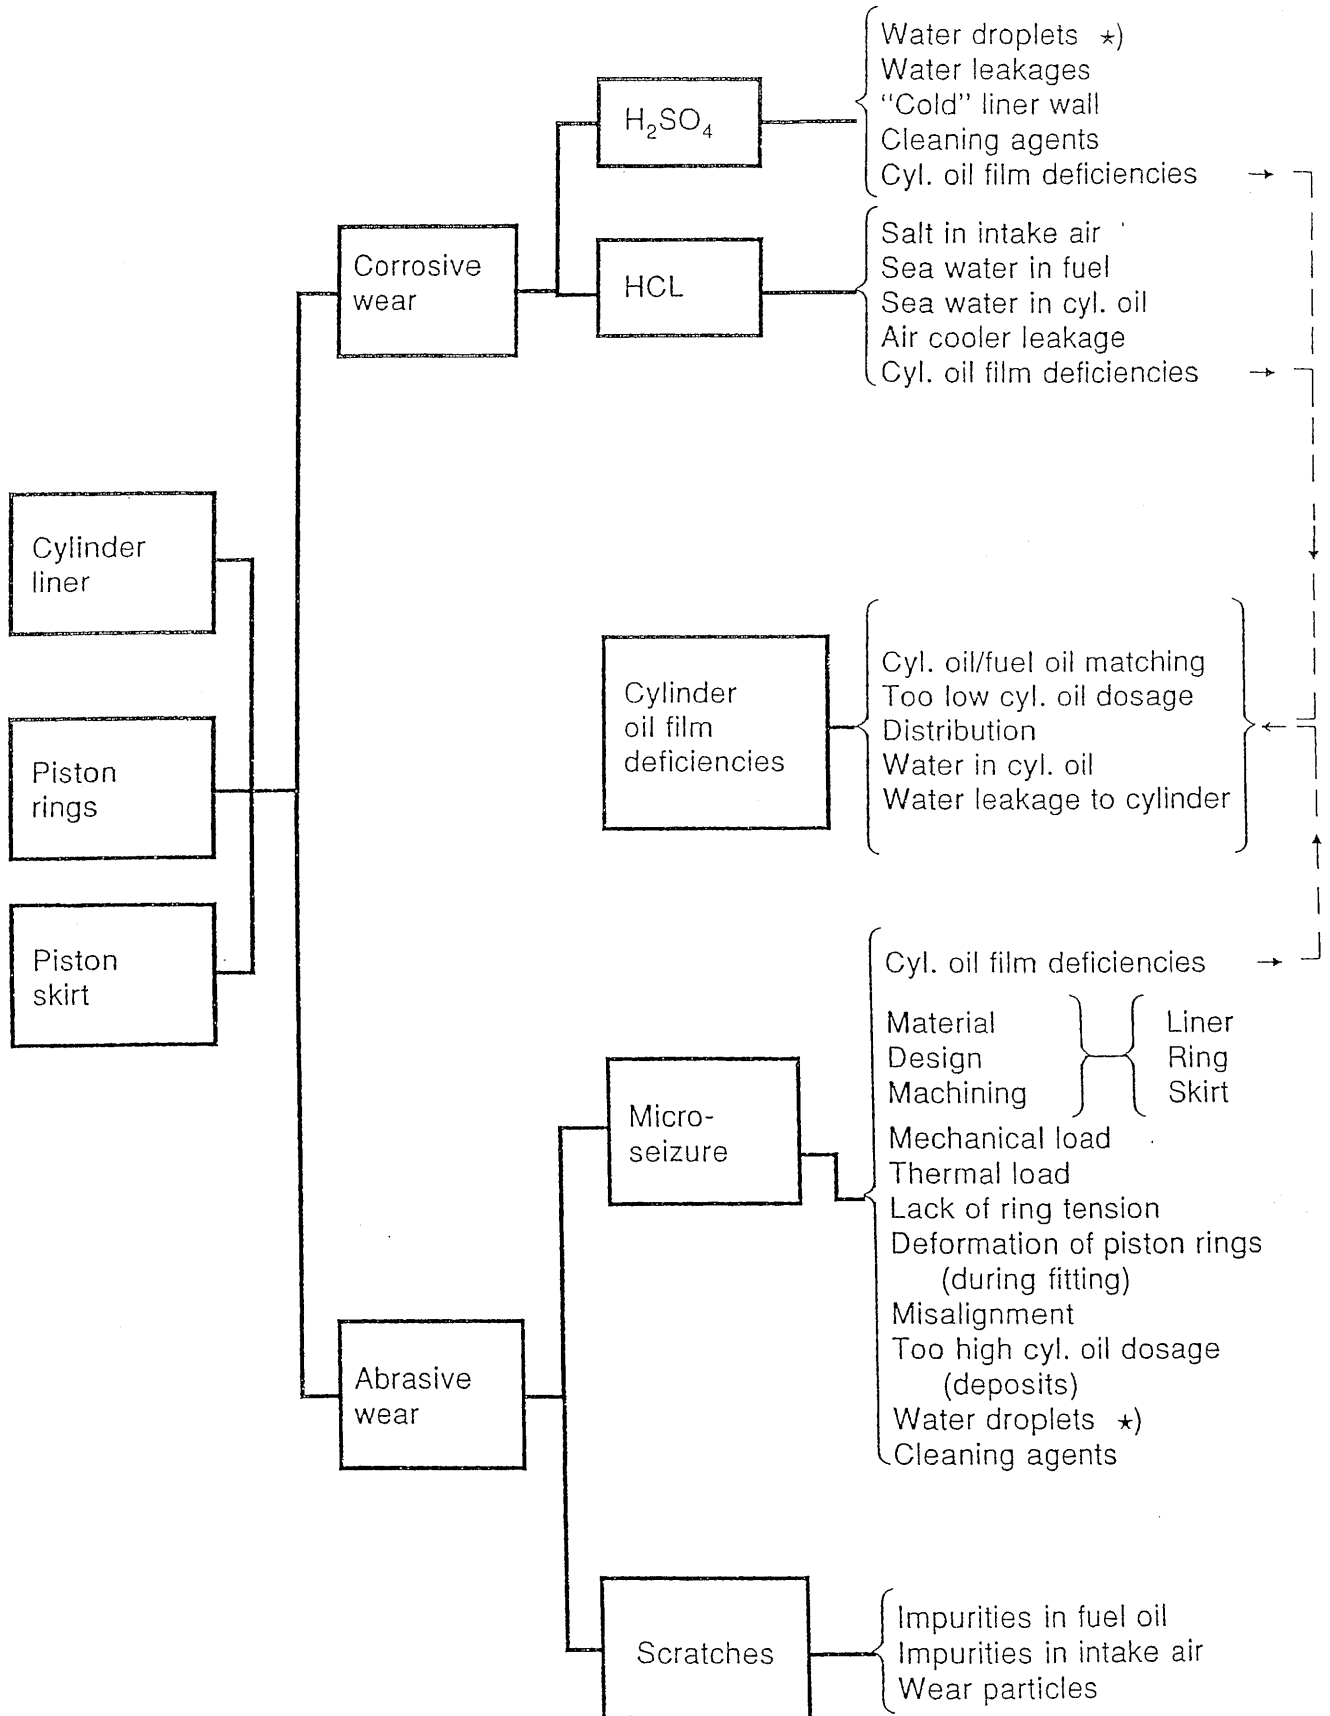 Water droplets ★)
Water leakages
“Cold” liner wall
Cleaning agents
Cyl. oil film deficiencies →
H₂SO₄
Corrosive
wear
HCL
Salt in intake air
Sea water in fuel
Sea water in cyl. oil
Air cooler leakage
Cyl. oil film deficiencies →
Cylinder
liner
Piston
rings
Piston
skirt
Cylinder
oil film
deficiencies
Cyl. oil/fuel oil matching
Too low cyl. oil dosage
Distribution
Water in cyl. oil
Water leakage to cylinder
Cyl. oil film deficiencies →
Material
Design
Machining
Liner
Ring
Skirt
Micro-
seizure
Mechanical load
Thermal load
Lack of ring tension
Deformation of piston rings
(during fitting)
Misalignment
Too high cyl. oil dosage
(deposits)
Water droplets ★)
Cleaning agents
Abrasive
wear
Scratches
Impurities in fuel oil
Impurities in intake air
Wear particles